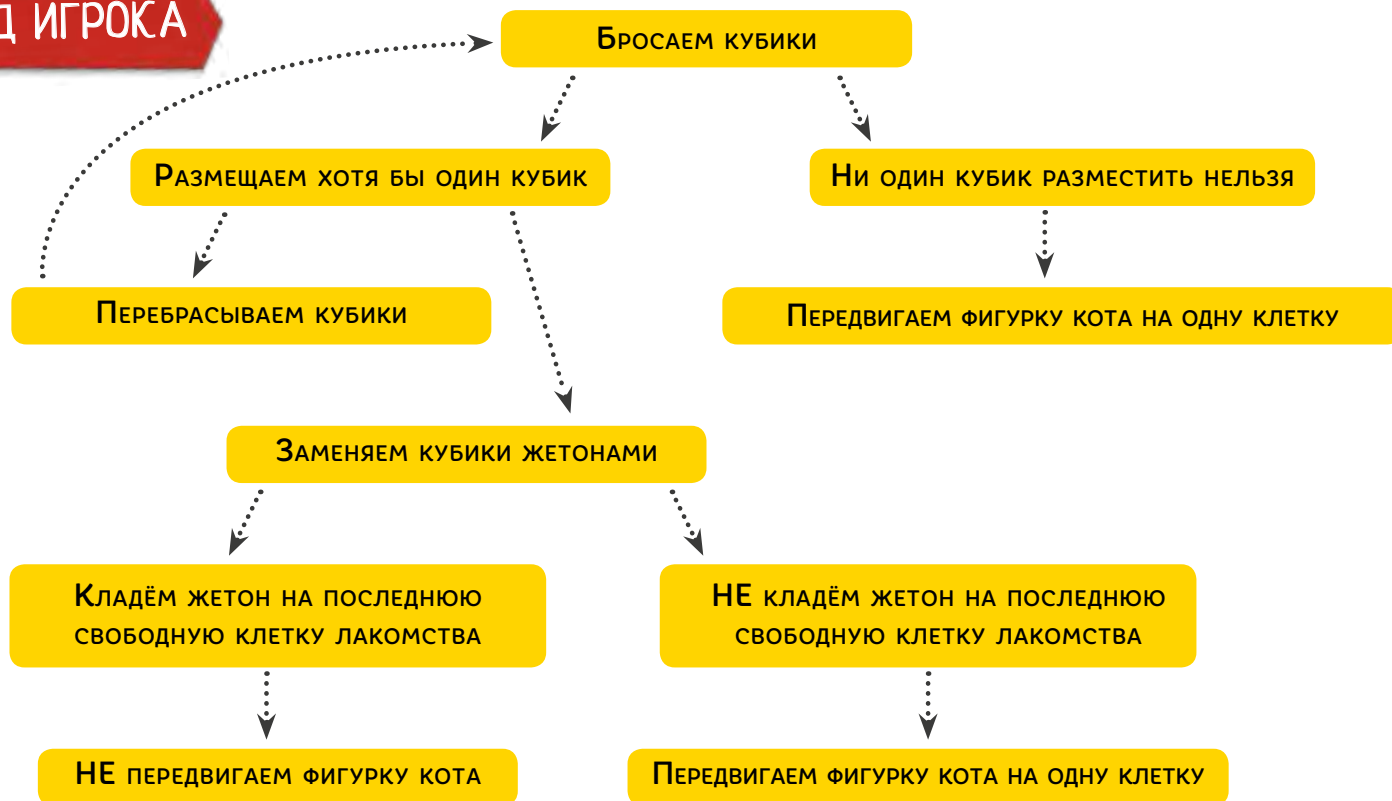 ИГРОКА
Бросаем кубики
Размещаем хотя бы один кубик
Ни один кубик разместить нельзя
Перебрасываем кубики
Передвигаем фигурку кота на одну клетку
Заменяем кубики жетонами
Кладём жетон на последнюю
свободную клетку лакомства
НЕ кладём жетон на последнюю
свободную клетку лакомства
НЕ передвигаем фигурку кота
Передвигаем фигурку кота на одну клетку